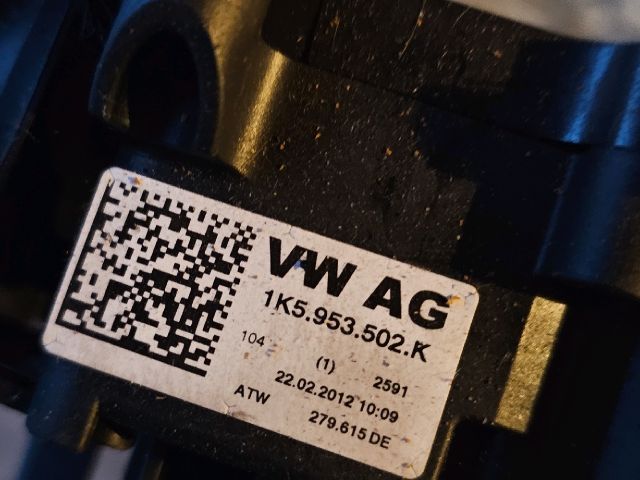 VW AG
1K5.953.502.K
104 (1) 2591
22.02.2012 10:09
ATW 279.615 DE